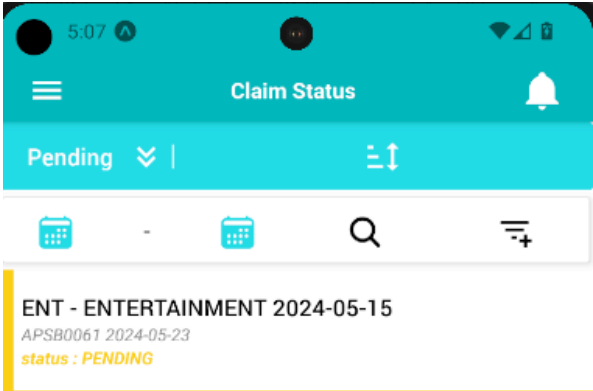 5:07
Claim Status
Pending
-
ENT - ENTERTAINMENT 2024-05-15
APSB0061 2024-05-23
status : PENDING